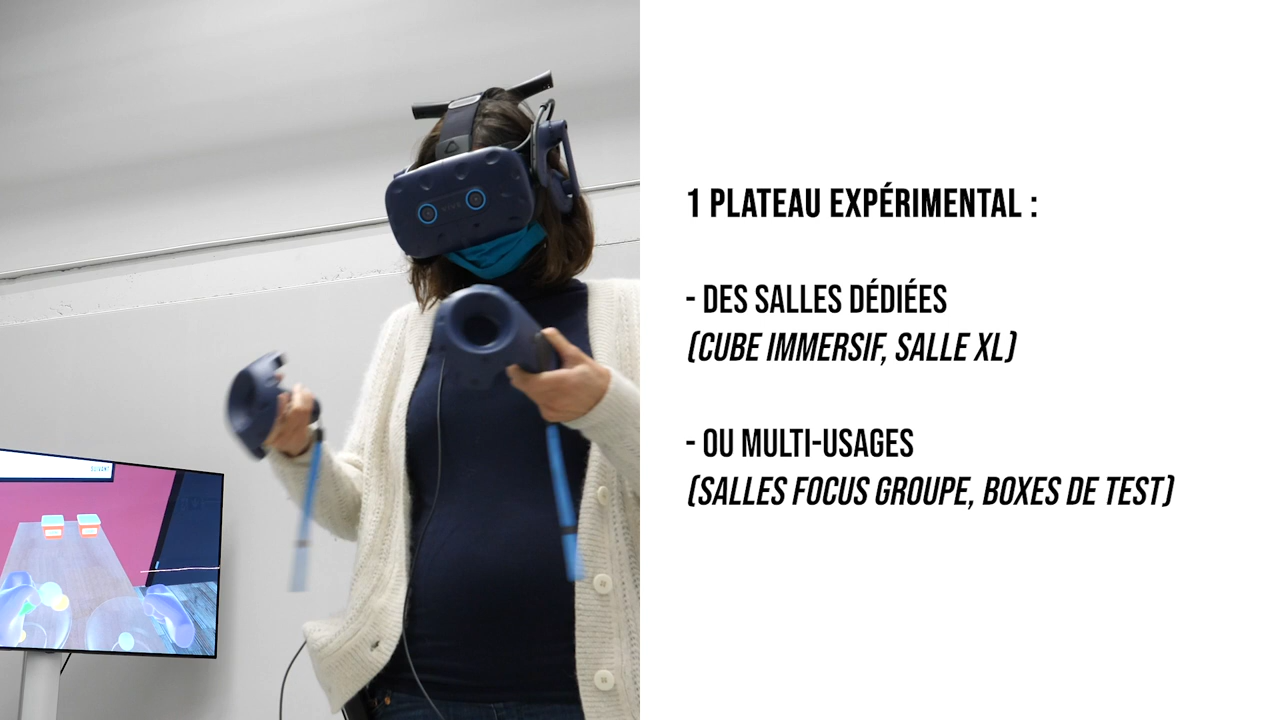 1 PLATEAU EXPÉRIMENTAL :
- DES SALLES DÉDIÉES
(CUBE IMMERSIF, SALLE XL)
- OU MULTI-USAGES
(SALLES FOCUS GROUPE, BOXES DE TEST)